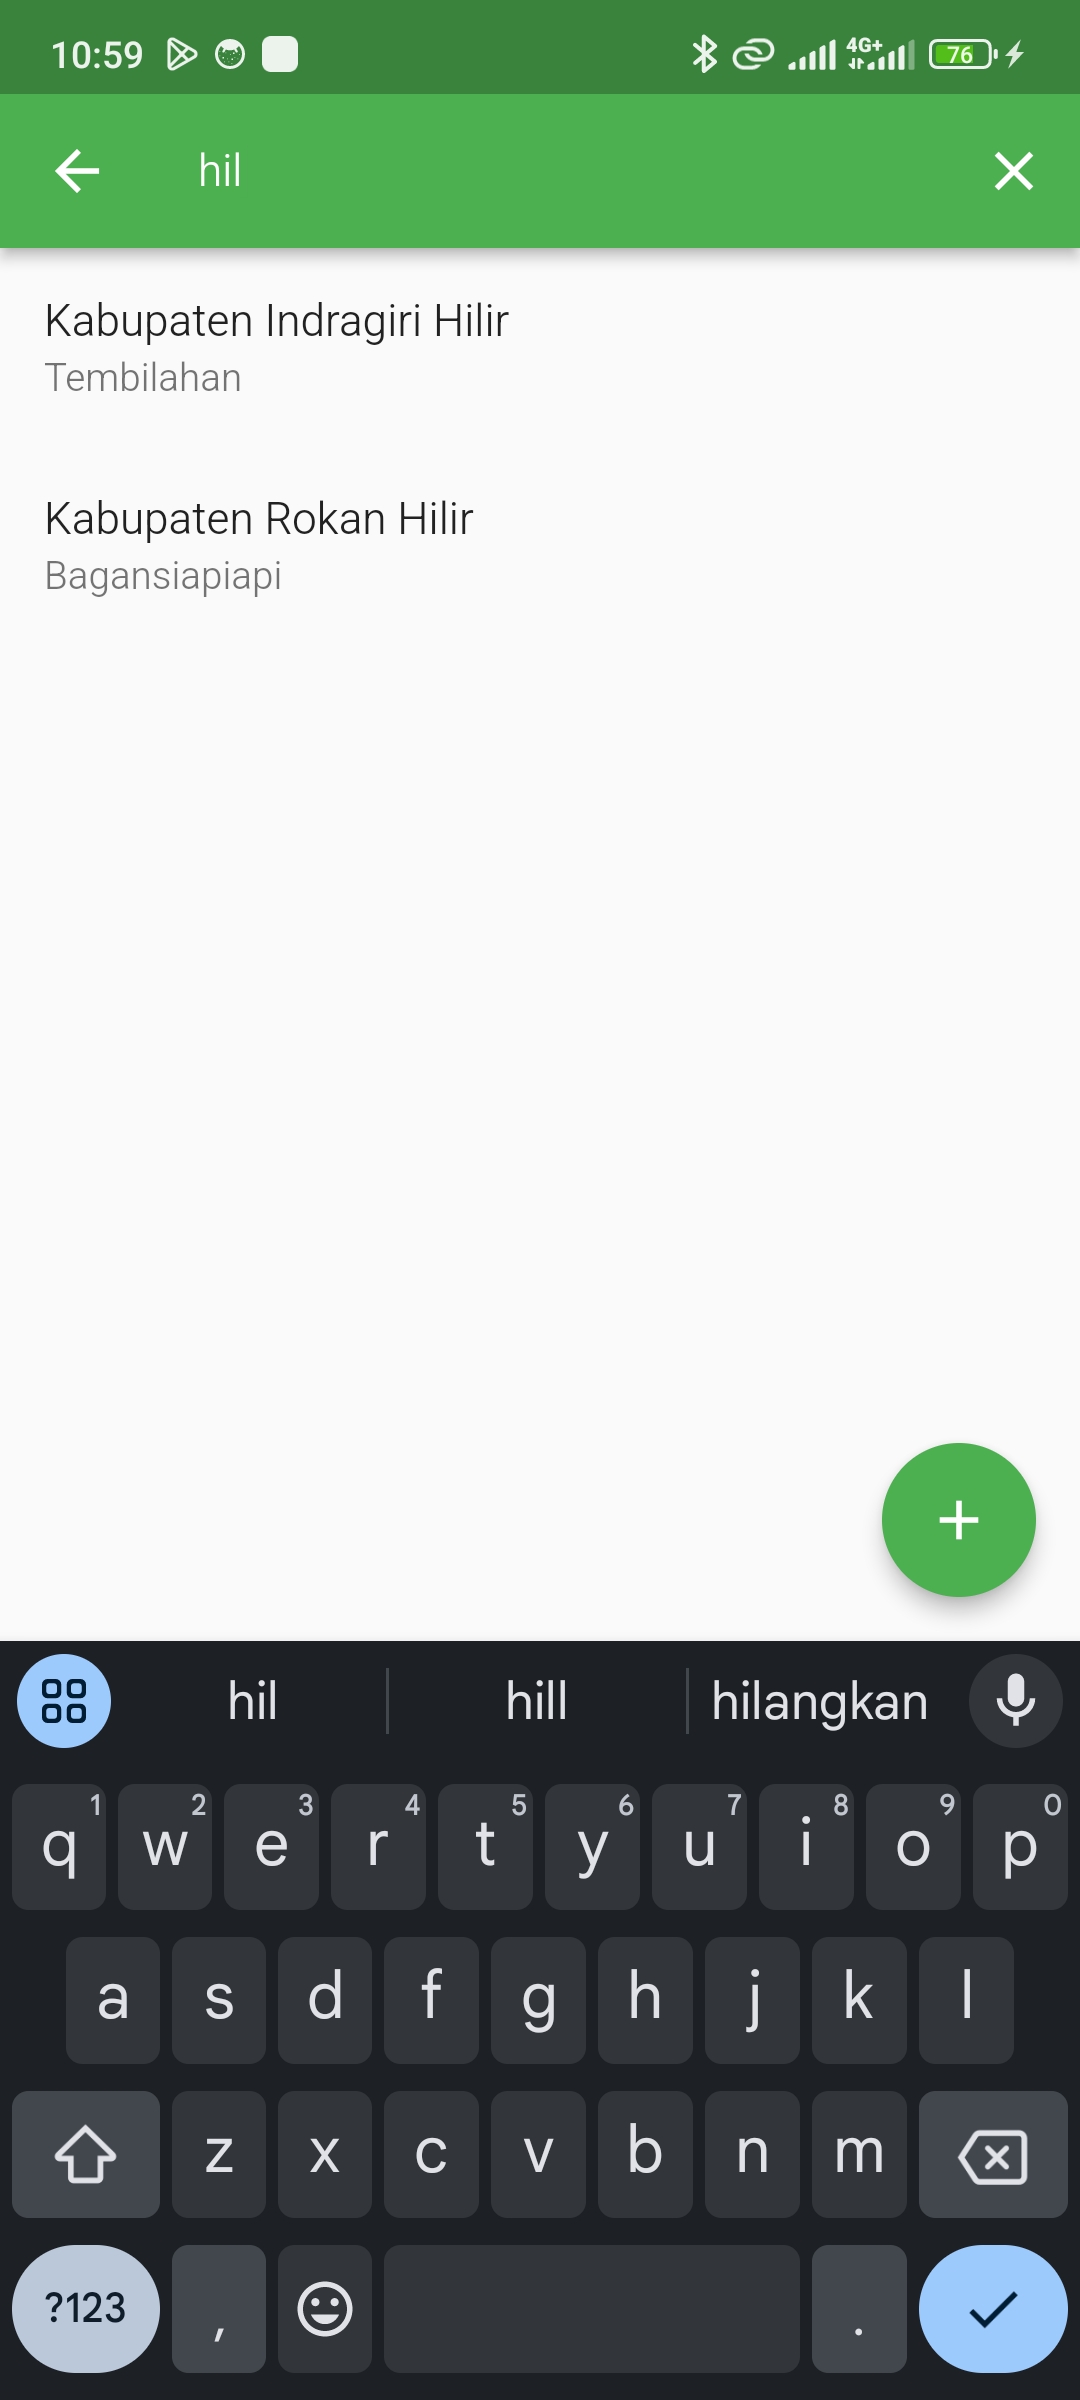 10:59 4G+ 76
hil
Kabupaten Indragiri Hilir
Tembilahan
Kabupaten Rokan Hilir
Bagansiapiapi
hil hill hilangkan
q 1 w 2 e 3 r 4 t 5 y 6 u 7 i 8 o 9 p 0
a s d f g h j k l
z x c v b n m
?123 , .